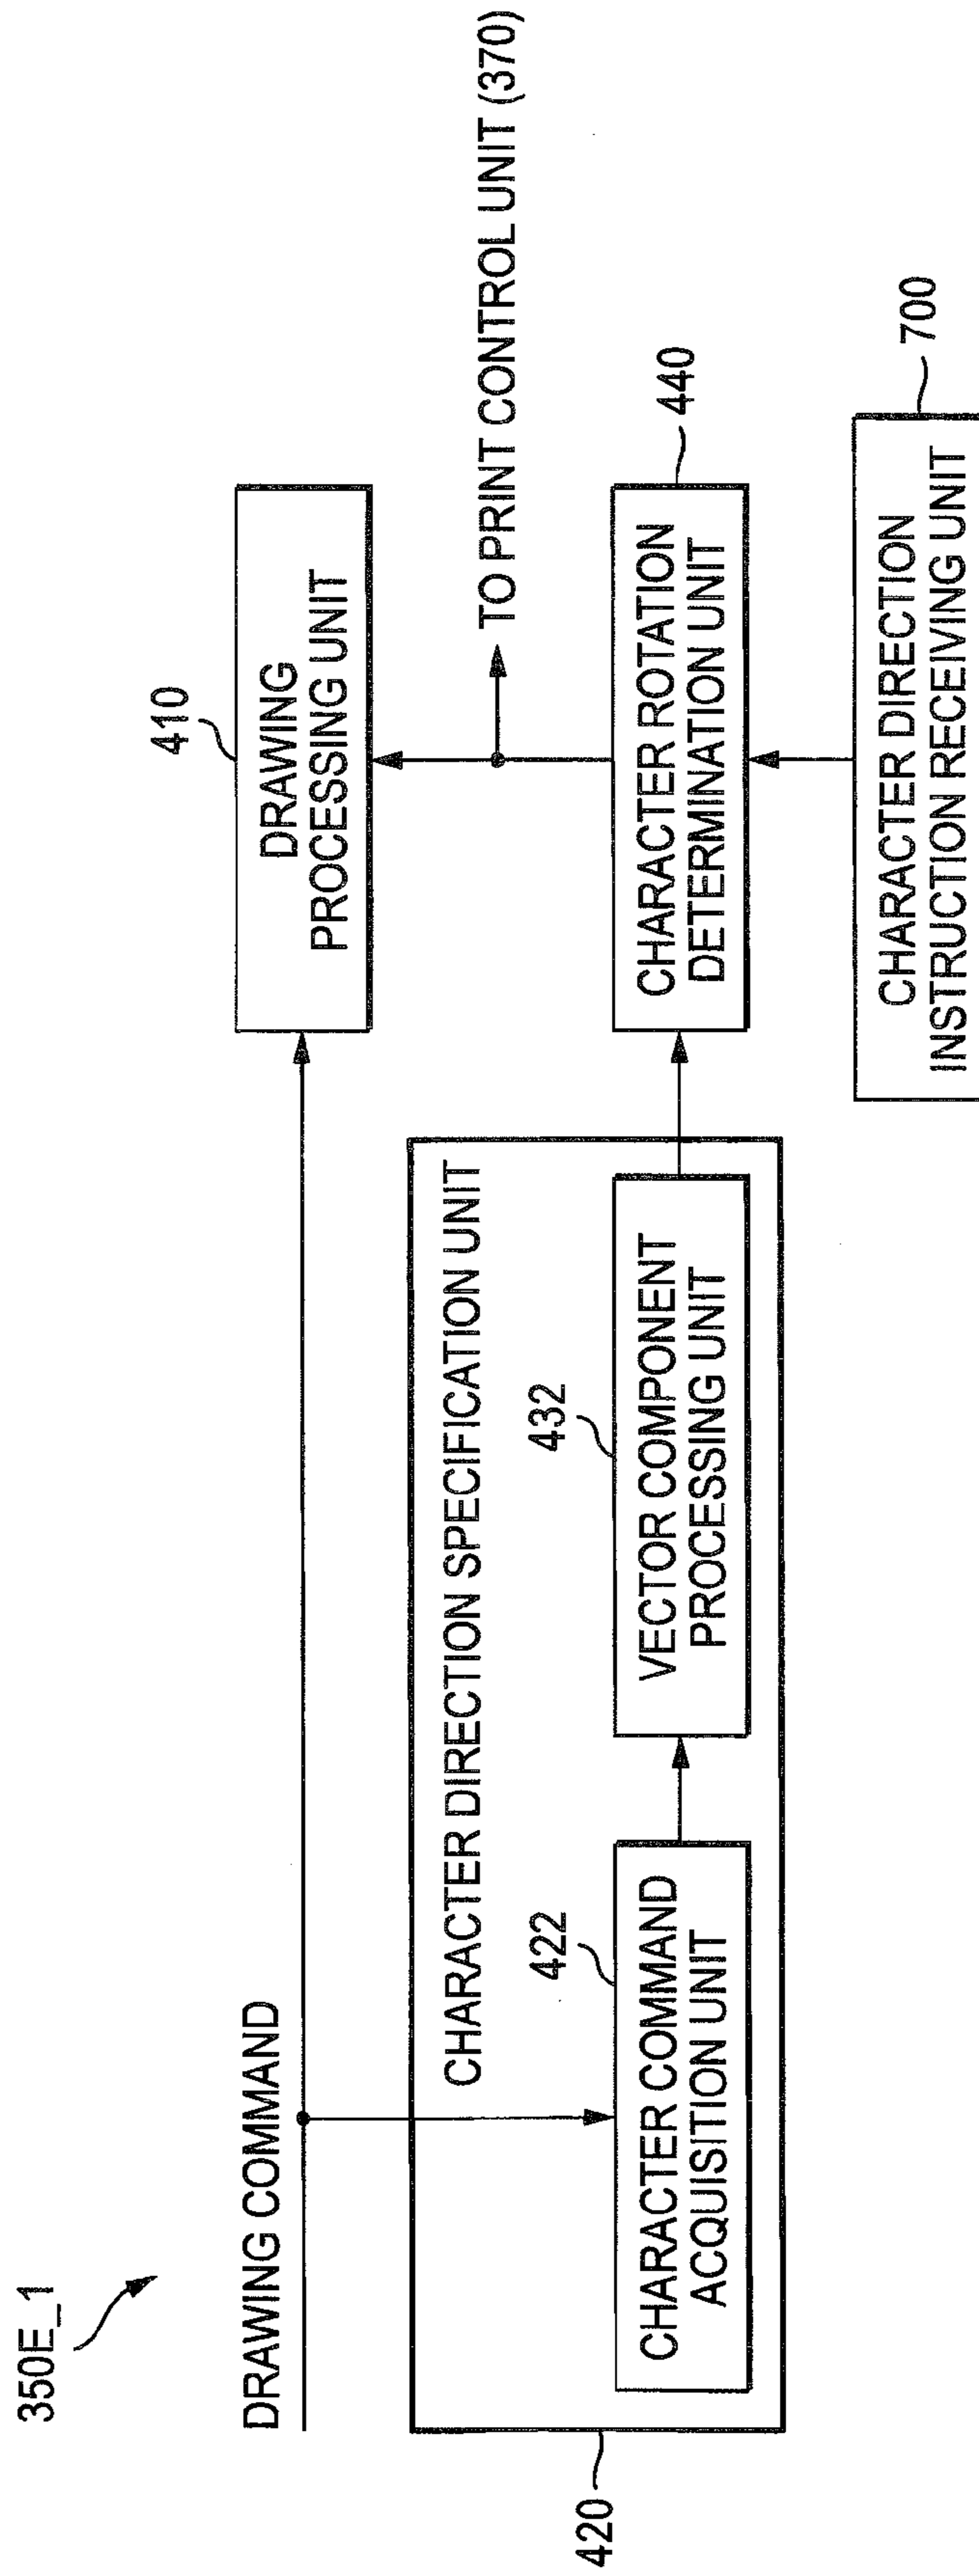 350E_1
DRAWING COMMAND
410
DRAWING
PROCESSING UNIT
TO PRINT CONTROL UNIT (370)
420
CHARACTER DIRECTION SPECIFICATION UNIT
422
CHARACTER COMMAND
ACQUISITION UNIT
432
VECTOR COMPONENT
PROCESSING UNIT
440
CHARACTER ROTATION
DETERMINATION UNIT
700
CHARACTER DIRECTION
INSTRUCTION RECEIVING UNIT